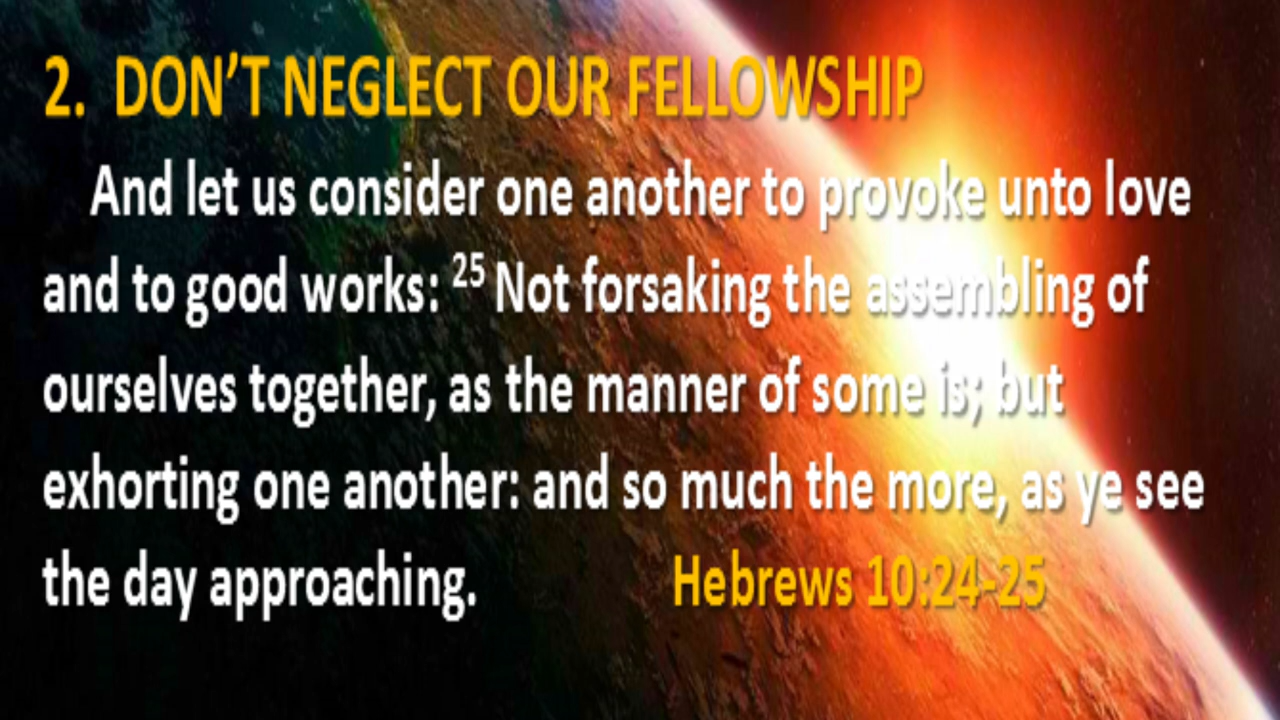 2. DON’T NEGLECT OUR FELLOWSHIP
And let us consider one another to provoke unto love
and to good works: 25 Not forsaking the assembling of
ourselves together, as the manner of some is; but
exhorting one another: and so much the more, as ye see
the day approaching. Hebrews 10:24-25